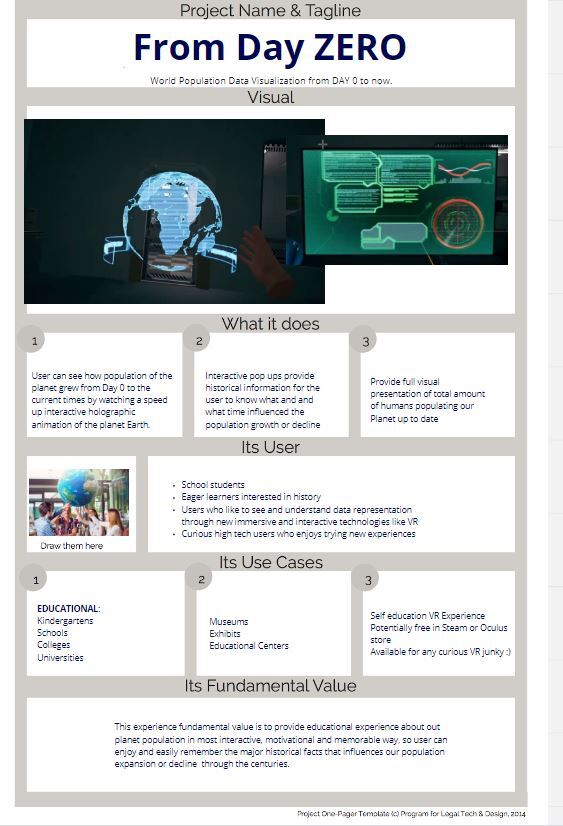 Project Name & Tagline
From Day ZERO
World Population Data Visualization from DAY 0 to now.
Visual
What it does
1
User can see how population of the
planet grew from Day 0 to the
current times by watching a speed
up interactive holographic
animation of the planet Earth.
2
Interactive pop ups provide
historical information for the
user to know what and and
what time influenced the
population growth or decline
3
Provide full visual
presentation of total amount
of humans populating our
Planet up to date
Its User
Draw them here
• School students
• Eager learners interested in history
• Users who like to see and understand data representation
through new immersive and interactive technologies like VR
• Curious high tech users who enjoys trying new experiences
Its Use Cases
1
EDUCATIONAL:
Kindergartens
Schools
Colleges
Universities
2
Museums
Exhibits
Educational Centers
3
Self education VR Experience
Potentially free in Steam or Oculus
store
Available for any curious VR junky :)
Its Fundamental Value
This experience fundamental value is to provide educational experience about out
planet population in most interactive, motivational and memorable way, so user can
enjoy and easily remember the major historical facts that influences our population
expansion or decline through the centuries.
Project One-Pager Template (c) Program for Legal Tech & Design, 2014